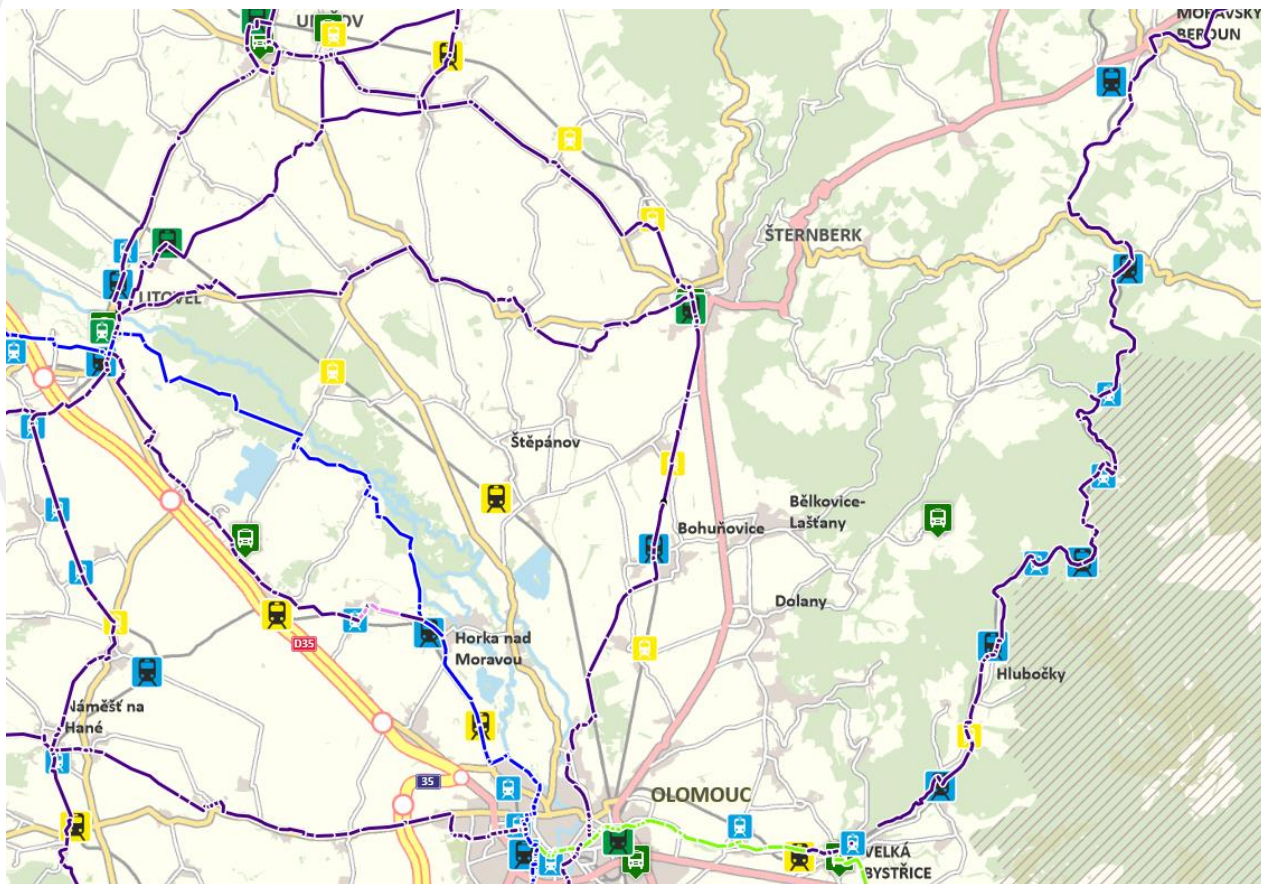 MORAVSKÝ
BEROUN
ŠTERNBERK
LITOVEL
Štěpánov
Bělkovice-
Lašťany
Bohuňovice
Dolany
Horka nad
Moravou
D35
Hlubočky
Náměšť na
Hané
35
OLOMOUC
VELKÁ
BYSTŘICE